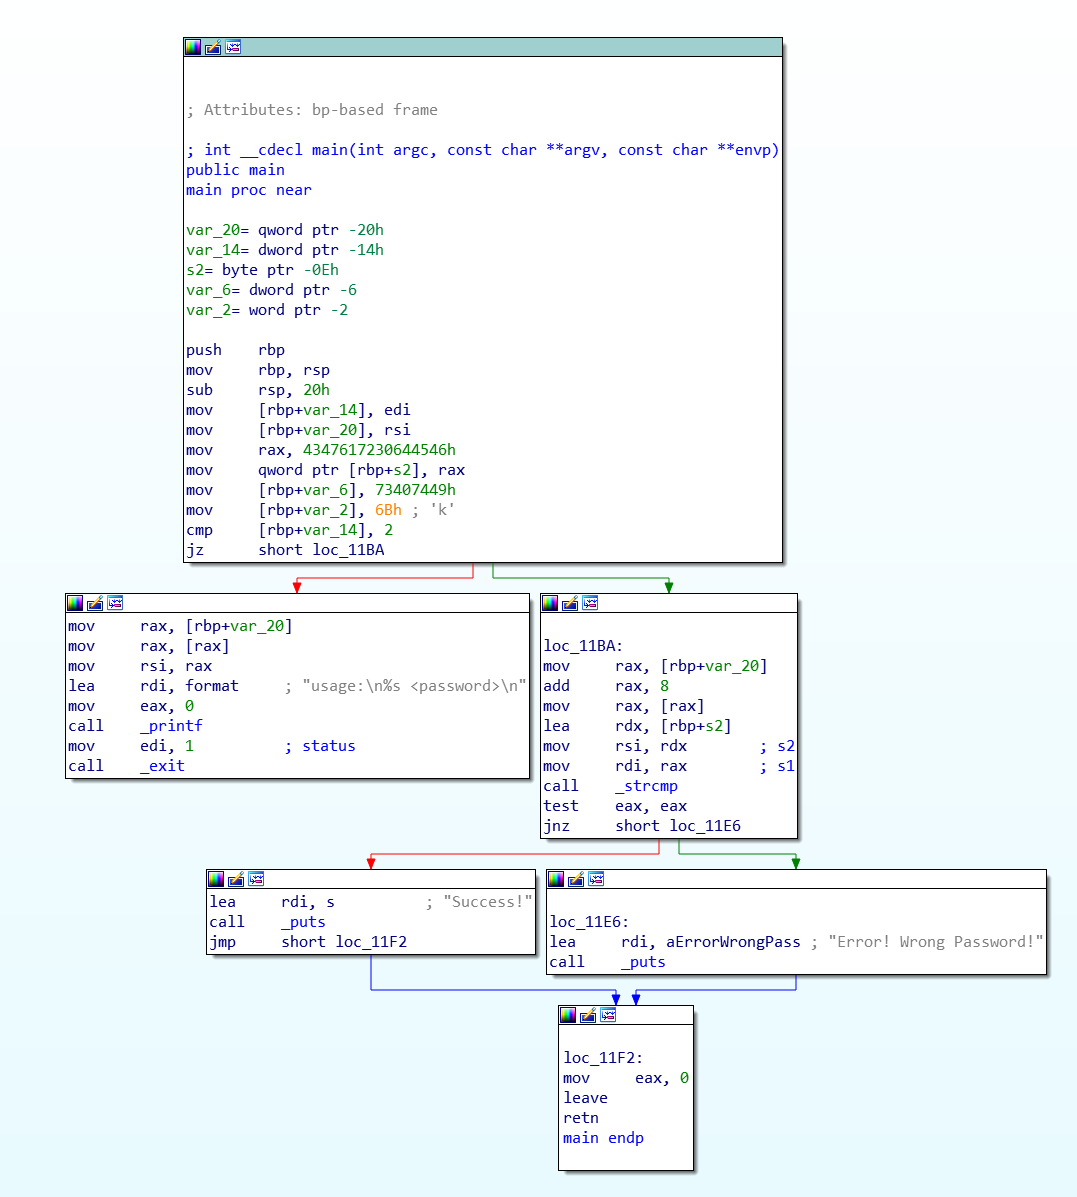 ; Attributes: bp-based frame
; int __cdecl main(int argc, const char **argv, const char **envp)
public main
main proc near
var_20= qword ptr -20h
var_14= dword ptr -14h
s2= byte ptr -0Eh
var_6= dword ptr -6
var_2= word ptr -2
push rbp
mov rbp, rsp
sub rsp, 20h
mov [rbp+var_14], edi
mov [rbp+var_20], rsi
mov rax, 4347617230644546h
mov qword ptr [rbp+s2], rax
mov [rbp+var_6], 73407449h
mov [rbp+var_2], 6Bh ; 'k'
cmp [rbp+var_14], 2
jz short loc_11BA
mov rax, [rbp+var_20]
mov rax, [rax]
mov rsi, rax
lea rdi, format ; "usage:\n%s <password>\n"
mov eax, 0
call _printf
mov edi, 1 ; status
call _exit
loc_11BA:
mov rax, [rbp+var_20]
add rax, 8
mov rax, [rax]
lea rdx, [rbp+s2]
mov rsi, rdx ; s2
mov rdi, rax ; s1
call _strcmp
test eax, eax
jnz short loc_11E6
lea rdi, s ; "Success!"
call _puts
jmp short loc_11F2
loc_11E6:
lea rdi, aErrorWrongPass ; "Error! Wrong Password!"
call _puts
loc_11F2:
mov eax, 0
leave
retn
main endp